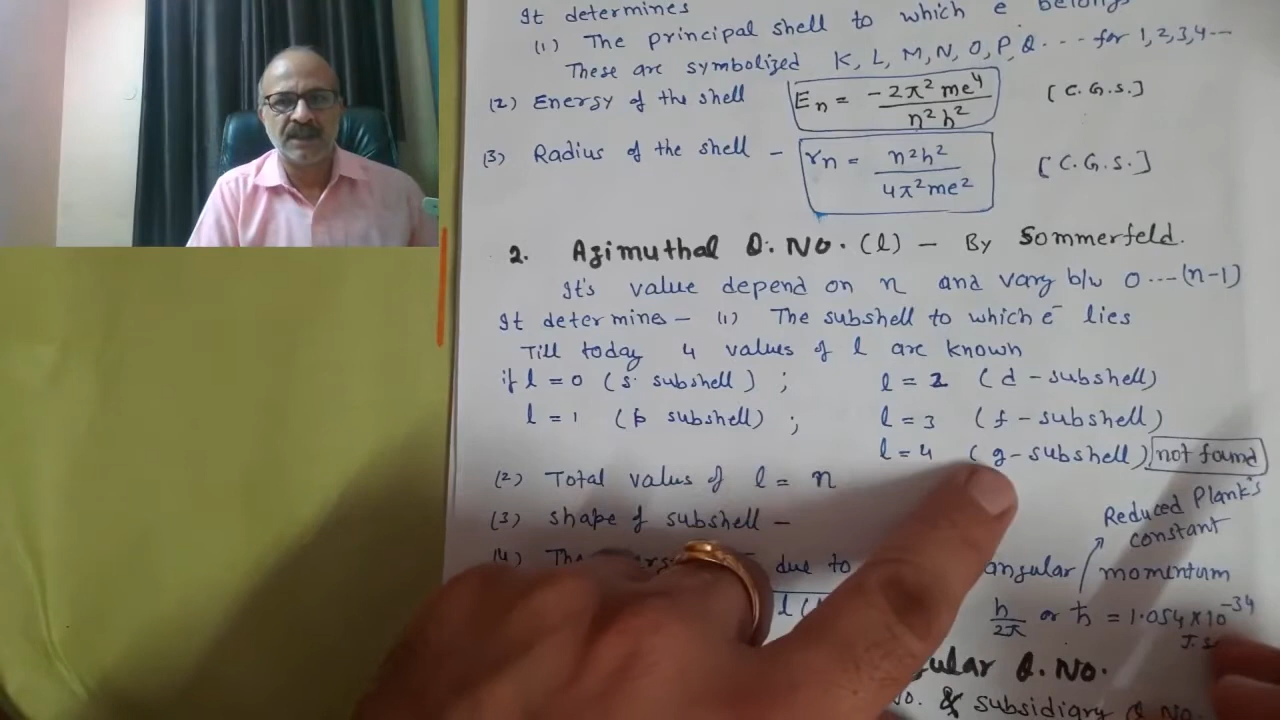 It determines
(1) The principal shell to which e belongs
These are symbolized K, L, M, N, O, P, Q .... for 1, 2, 3, 4 ...
(2) Energy of the shell En = -2π²me⁴ / n²h² [C.G.S.]
(3) Radius of the shell - rn = n²h² / 4π²me² [C.G.S.]
2. Azimuthal Q. No. (l) - By Sommerfeld.
It's value depend on n and vary b/w 0 ---- (n-1)
It determines - (1) The subshell to which e⁻ lies
Till today 4 values of l are known
if l = 0 (s subshell) ; l = 2 (d - subshell)
l = 1 (p subshell) ; l = 3 (f - subshell)
l = 4 (g - subshell) not found
(2) Total value of l = n
(3) shape of subshell -
Reduced Plank's
constant
(4) due to angular momentum
l( h/2π or ħ = 1.054 × 10⁻³⁴
J.s
Q. No.
No. & subsidiary Q No.